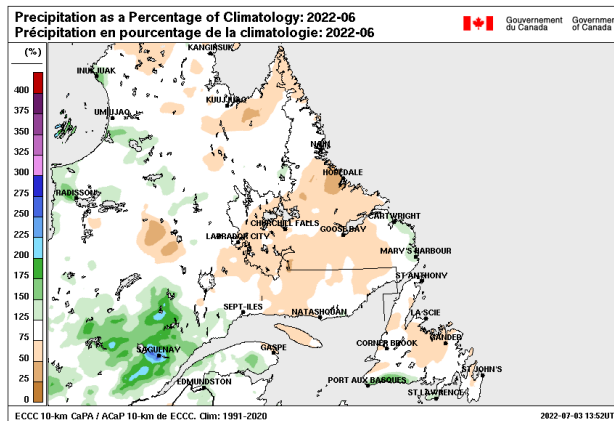 Precipitation as a Percentage of Climatology: 2022-06
Précipitation en pourcentage de la climatologie: 2022-06
Gouvernement du Canada
Governm of Canada
(%)
400
375
350
325
300
275
250
225
200
175
150
125
75
50
25
0
KANGIRSUK
INUKJUAK
KUUJJUAQ
UMIUJAQ
NAIN
HOPEDALE
RADISSON
CARTWRIGHT
CHURCHILL FALLS
GOOSE BAY
LABRADOR CITY
MARY'S HARBOUR
ST ANTHONY
SEPT-ILES
NATASHQUAN
LA SCIE
GANDER
CORNER BROOK
SAGUENAY
GASPE
ST JOHN'S
EDMUNDSTON
PORT AUX BASQUES
ST LAWRENCE
ECCC 10-km CaPA / ACaP 10-km de ECCC. Clim: 1991-2020
2022-07-03 13:52UT